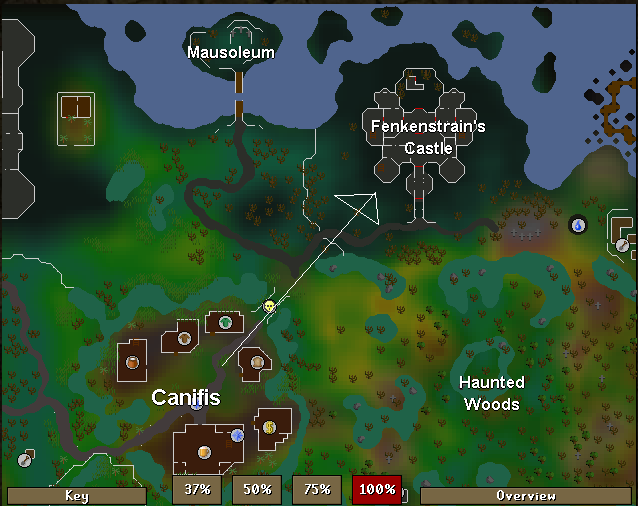 Mausoleum
Fenkenstrain's
Castle
Haunted
Woods
Canifis
Key
37%
50%
75%
100%
Overview